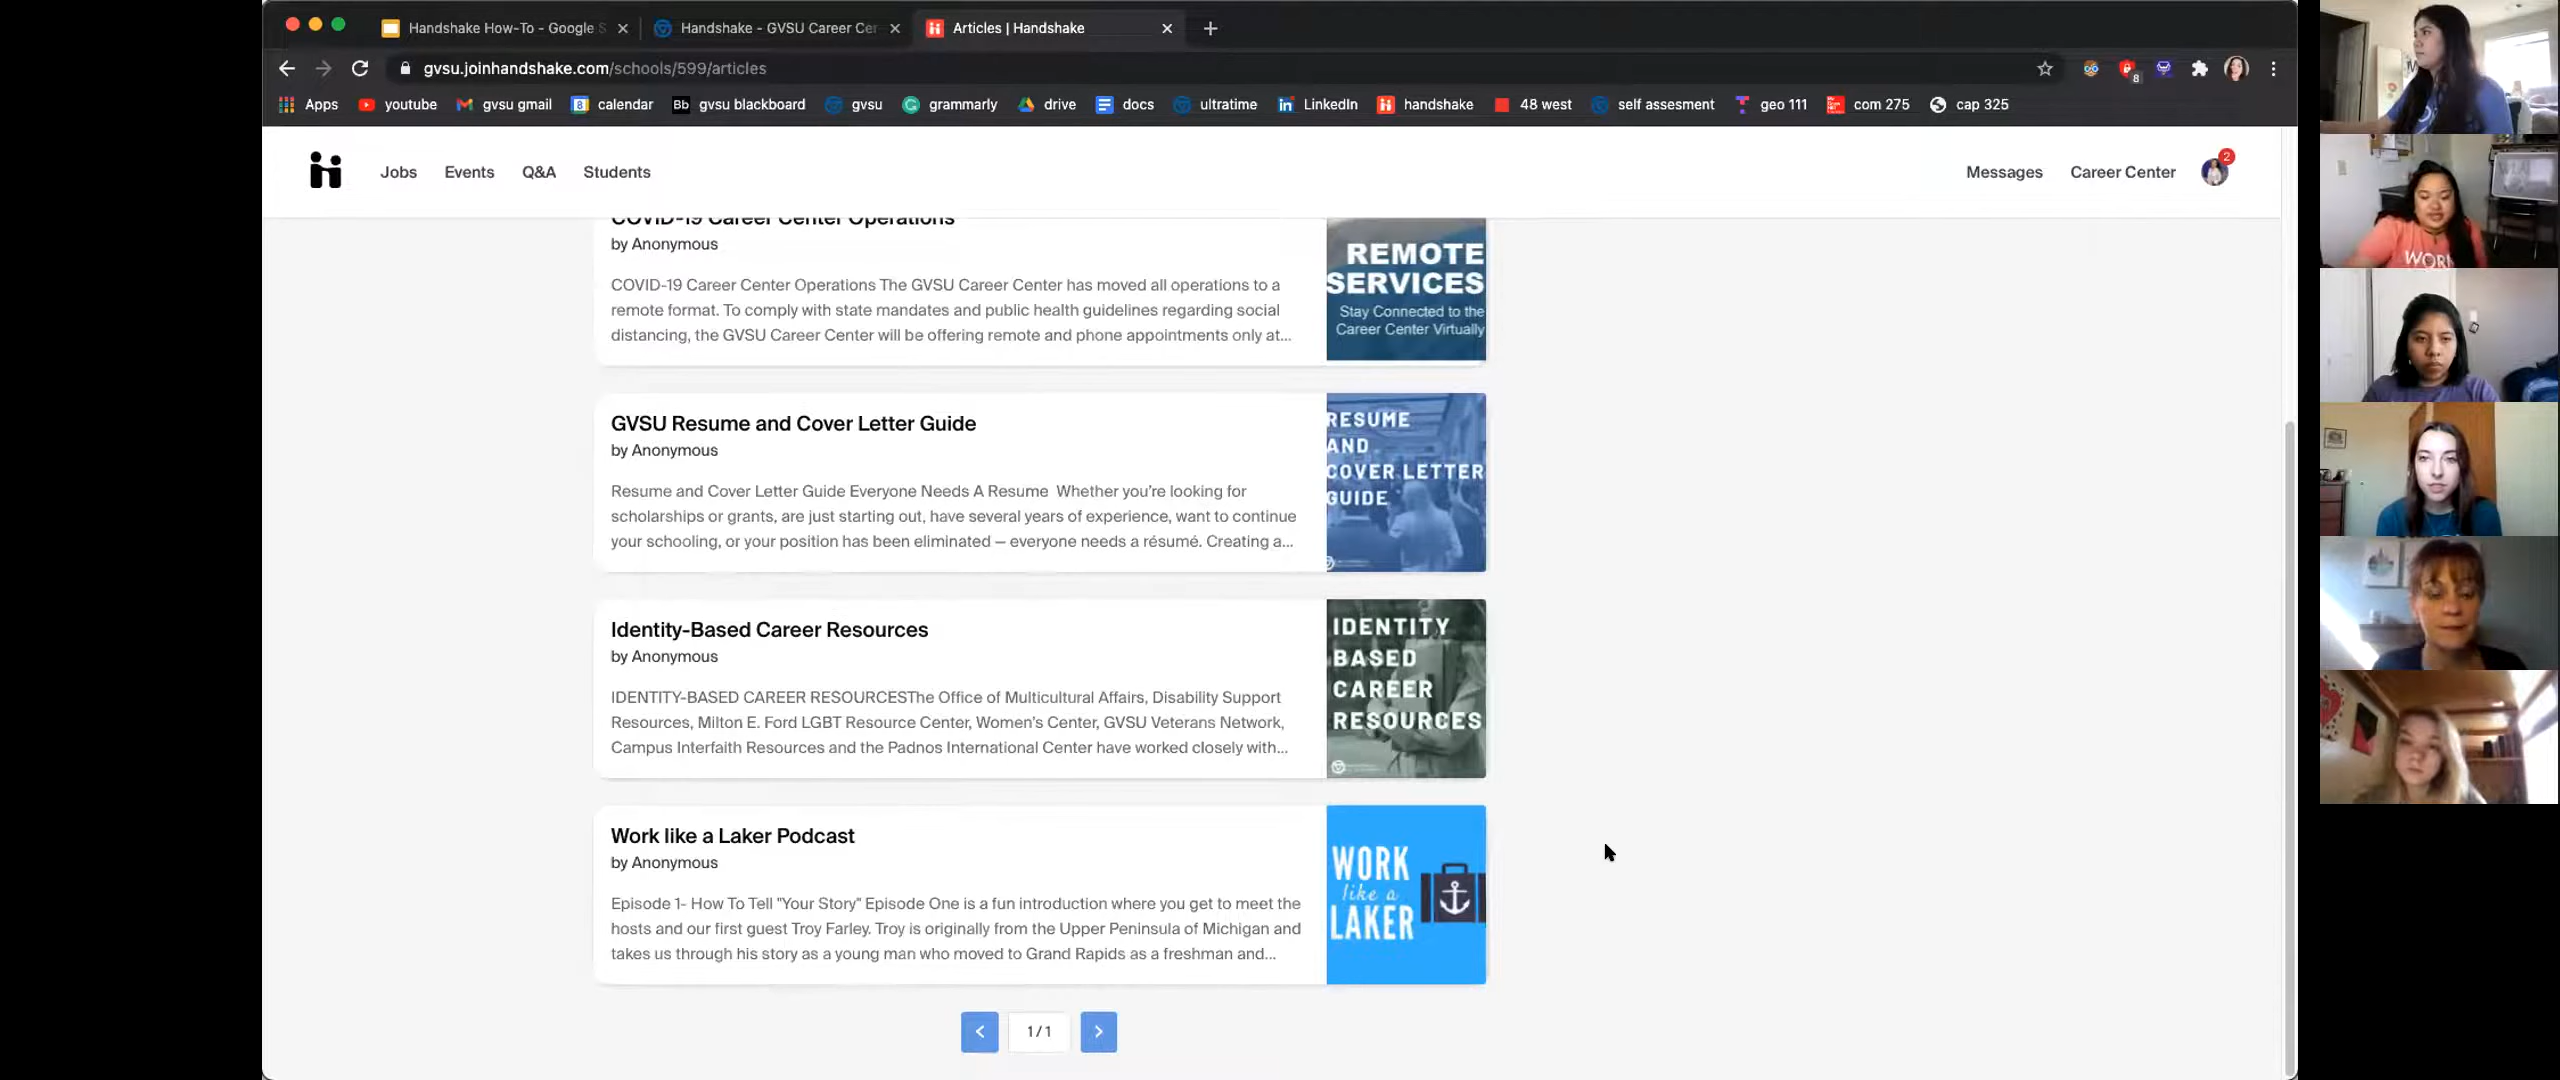 Handshake How-To - Google S
Handshake - GVSU Career Cer
Articles | Handshake
gvsu.joinhandshake.com/schools/599/articles
8
Apps
youtube
gvsu gmail
8
calendar
Bb
gvsu blackboard
gvsu
grammarly
drive
docs
ultratime
LinkedIn
handshake
48 west
self assesment
geo 111
com 275
cap 325
Jobs
Events
Q&A
Students
Messages
Career Center
2
COVID-19 Career Center Operations
by Anonymous
COVID-19 Career Center Operations The GVSU Career Center has moved all operations to a
remote format. To comply with state mandates and public health guidelines regarding social
distancing, the GVSU Career Center will be offering remote and phone appointments only at...
REMOTE
SERVICES
Stay Connected to the
Career Center Virtually
GVSU Resume and Cover Letter Guide
by Anonymous
Resume and Cover Letter Guide Everyone Needs A Resume  Whether you're looking for
scholarships or grants, are just starting out, have several years of experience, want to continue
your schooling, or your position has been eliminated — everyone needs a résumé. Creating a...
RESUME
AND
COVER LETTER
GUIDE
Identity-Based Career Resources
by Anonymous
IDENTITY-BASED CAREER RESOURCESThe Office of Multicultural Affairs, Disability Support
Resources, Milton E. Ford LGBT Resource Center, Women's Center, GVSU Veterans Network,
Campus Interfaith Resources and the Padnos International Center have worked closely with...
IDENTITY
BASED
CAREER
RESOURCES
Work like a Laker Podcast
by Anonymous
Episode 1- How To Tell "Your Story" Episode One is a fun introduction where you get to meet the
hosts and our first guest Troy Farley. Troy is originally from the Upper Peninsula of Michigan and
takes us through his story as a young man who moved to Grand Rapids as a freshman and...
WORK
like a
LAKER
1 / 1